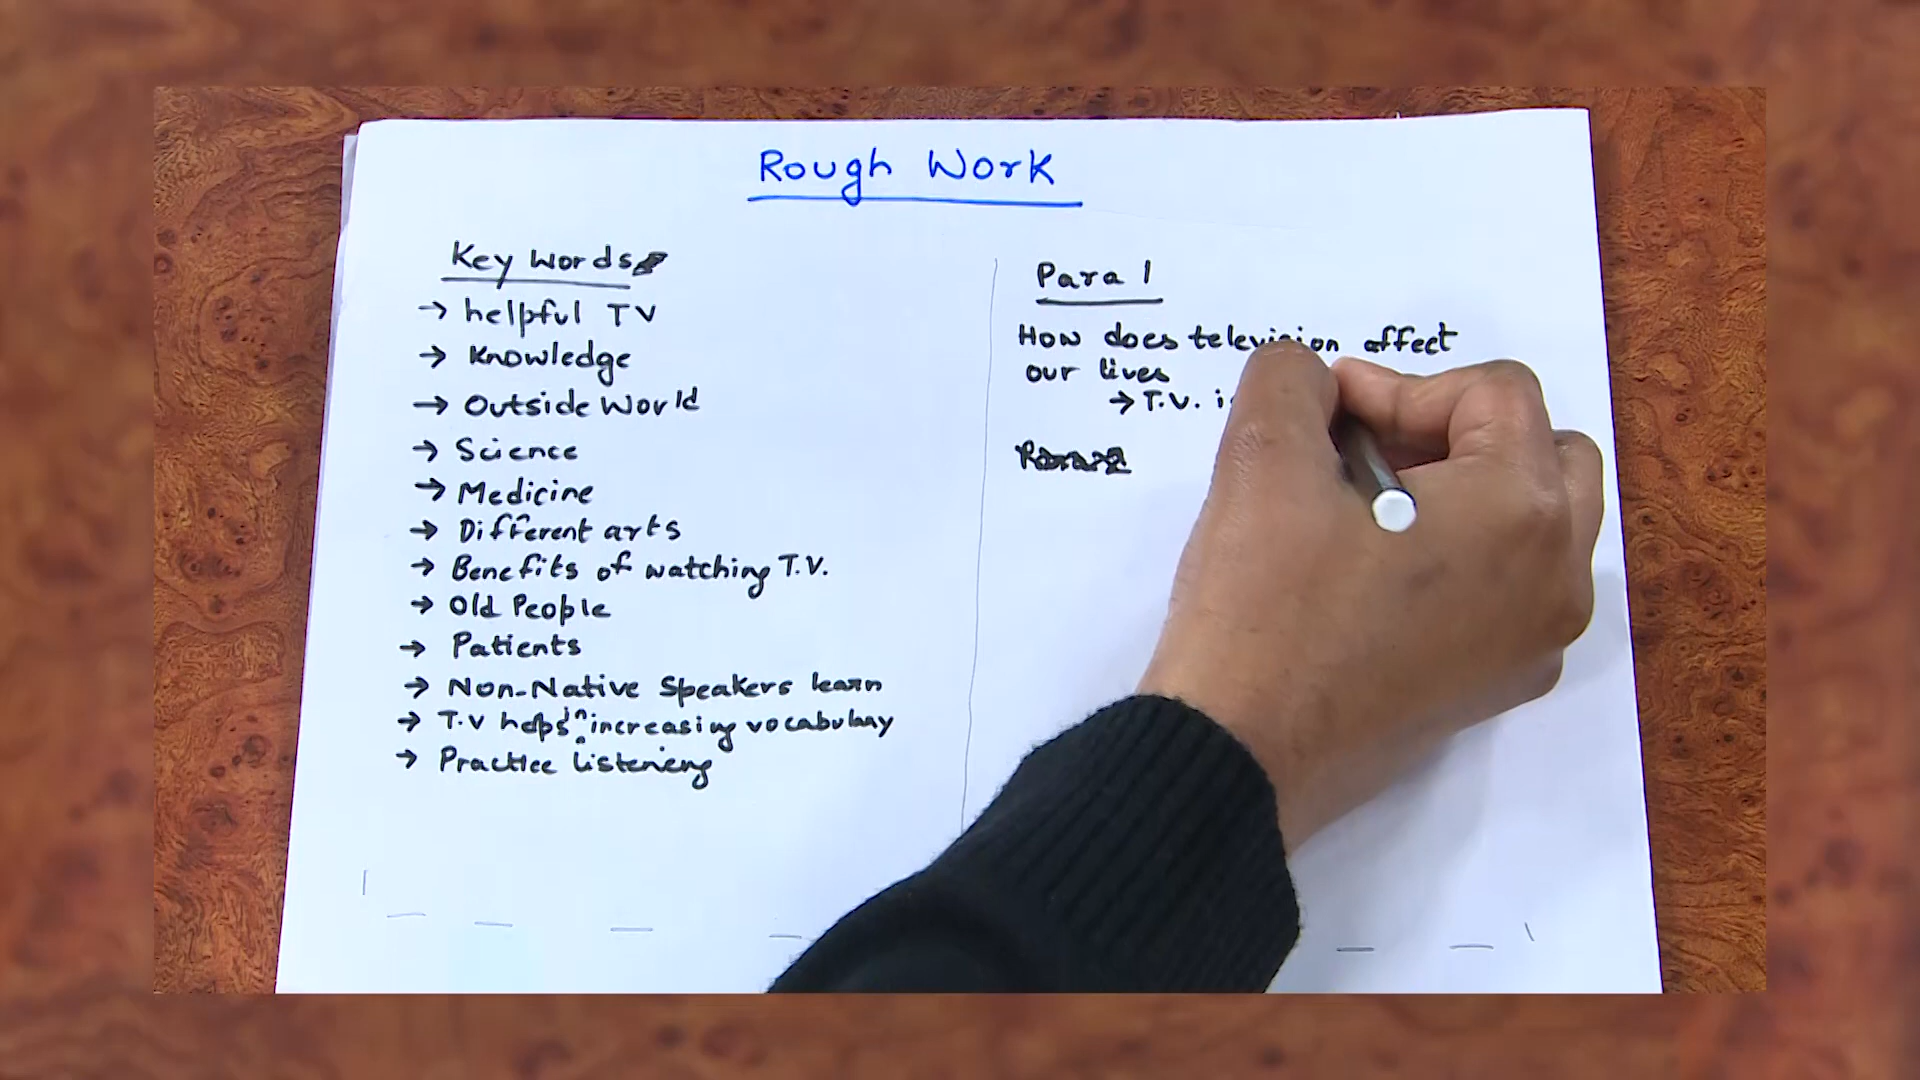 Rough Work
Key words
→ helpful TV
→ Knowledge
→ Outside World
→ Science
→ Medicine
→ Different arts
→ Benefits of watching T.V.
→ Old People
→ Patients
→ Non-Native Speakers learn
→ T.V helps in increasing vocabulary
→ Practice listening
Para 1
How does television affect
our lives
→ T.V.